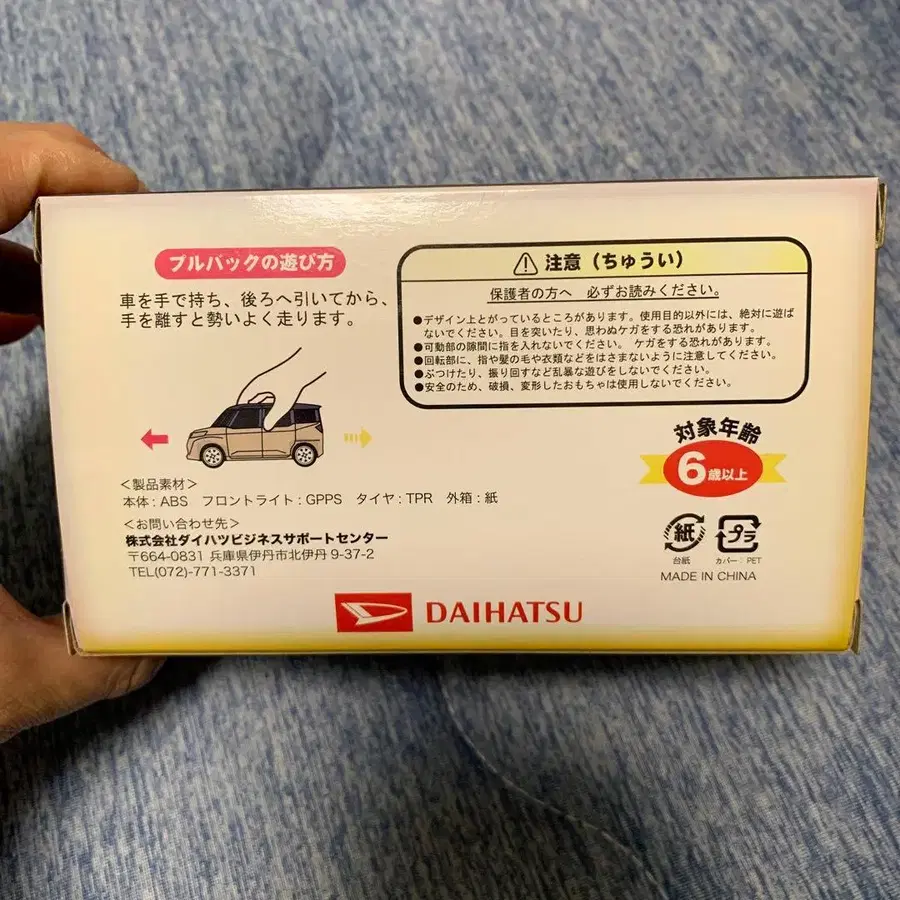 プルバックの遊び方
車を手で持ち、後ろへ引いてから、
手を離すと勢いよく走ります。
⚠ 注意（ちゅうい）
保護者の方へ 必ずお読みください。
●デザイン上とがっているところがあります。使用目的以外には、絶対に遊ば
ないでください。目を突いたり、思わぬケガをする恐れがあります。
●可動部の隙間に指を入れないでください。 ケガをする恐れがあります。
●回転部に、指や髪の毛や衣類などをはさまないように注意してください。
●ぶつけたり、振り回すなど乱暴な遊びをしないでください。
●安全のため、破損、変形したおもちゃは使用しないでください。
対象年齢
6歳以上
＜製品素材＞
本体：ABS フロントライト：GPPS タイヤ：TPR 外箱：紙
＜お問い合わせ先＞
株式会社ダイハツビジネスサポートセンター
〒664-0831 兵庫県伊丹市北伊丹 9-37-2
TEL(072)-771-3371
紙 プラ
台紙 カバー：PET
MADE IN CHINA
DAIHATSU